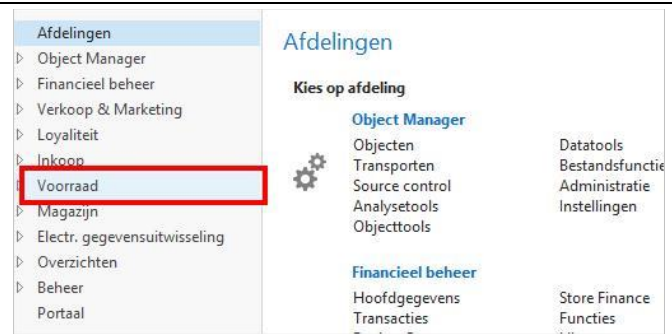 Afdelingen
Object Manager
Financieel beheer
Verkoop & Marketing
Loyaliteit
Inkoop
Voorraad
Magazijn
Electr. gegevensuitwisseling
Overzichten
Beheer
Portaal
Afdelingen
Kies op afdeling
Object Manager
Objecten
Transporten
Source control
Analysetools
Objecttools
Datatools
Bestandsfunctie
Administratie
Instellingen
Financieel beheer
Hoofdgegevens
Transacties
Store Finance
Functies